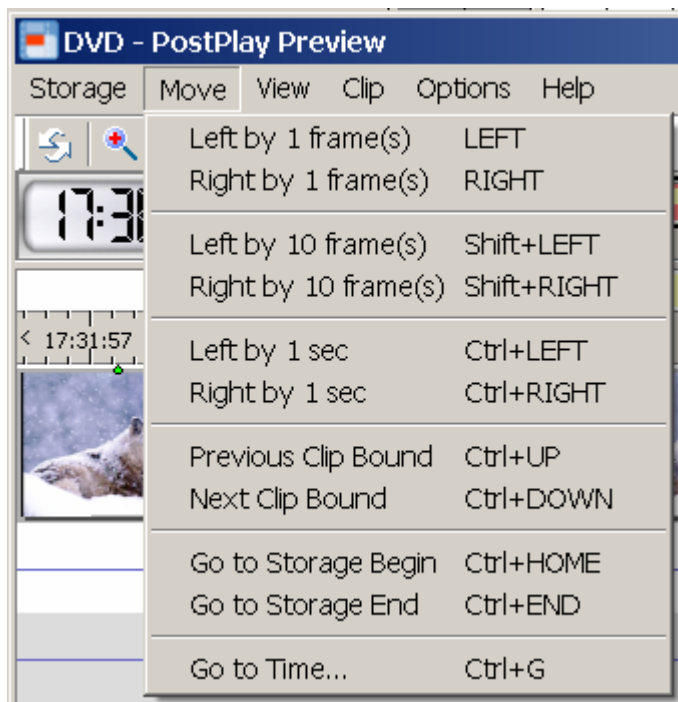 DVD - PostPlay Preview
Storage Move View Clip Options Help
Left by 1 frame(s) LEFT
Right by 1 frame(s) RIGHT
Left by 10 frame(s) Shift+LEFT
Right by 10 frame(s) Shift+RIGHT
< 17:31:57
Left by 1 sec Ctrl+LEFT
Right by 1 sec Ctrl+RIGHT
Previous Clip Bound Ctrl+UP
Next Clip Bound Ctrl+DOWN
Go to Storage Begin Ctrl+HOME
Go to Storage End Ctrl+END
Go to Time... Ctrl+G